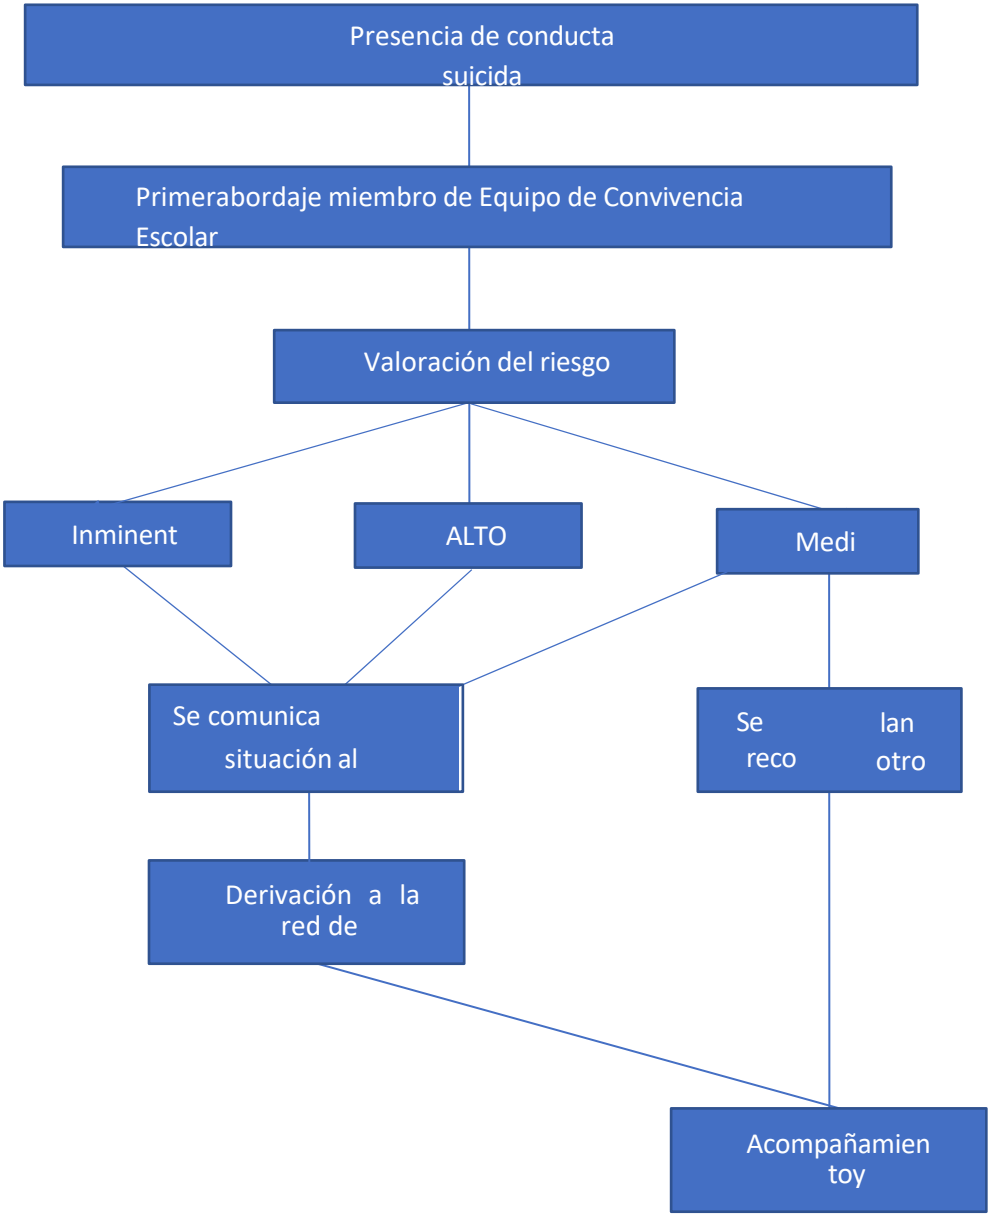 Presencia de conducta
suicida
Primerabordaje miembro de Equipo de Convivencia
Escolar
Valoración del riesgo
Inminent
ALTO
Medi
Se comunica
situación al
Se lan
reco otro
Derivación a la
red de
Acompañamien
toy